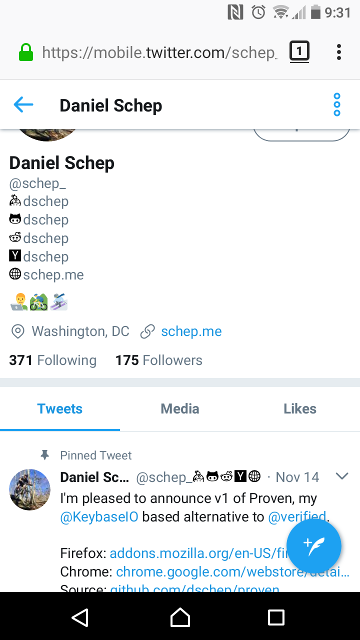 9:31
https://mobile.twitter.com/schep_
1
Daniel Schep
Daniel Schep
@schep_
dschep
dschep
dschep
Y dschep
schep.me
Washington, DC schep.me
371 Following 175 Followers
Tweets Media Likes
Pinned Tweet
Daniel Sc... @schep_ Y · Nov 14
I'm pleased to announce v1 of Proven, my
@KeybaseIO based alternative to @verified.
Firefox: addons.mozilla.org/en-US/fi
Chrome: chrome.google.com/webstore/detai...
Source: github.com/dschep/proven